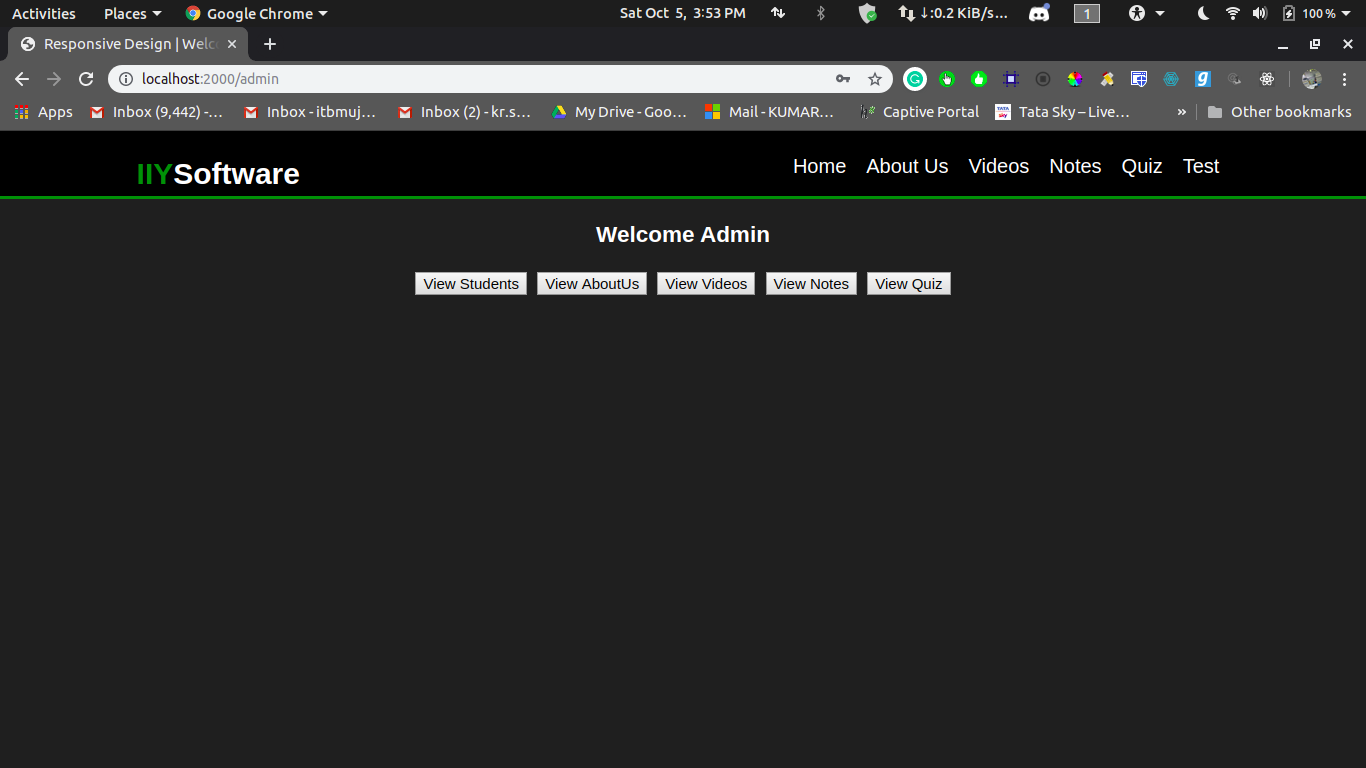 Activities Places Google Chrome Sat Oct 5, 3:53 PM ↓:0.2 KiB/s... 1 100 %
Responsive Design | Welc
localhost:2000/admin
Apps Inbox (9,442) -... Inbox - itbmuj... Inbox (2) - kr.s... My Drive - Goo... Mail - KUMAR... Captive Portal TATA sky Tata Sky – Live... » Other bookmarks
IIYSoftware Home About Us Videos Notes Quiz Test
Welcome Admin
View Students View AboutUs View Videos View Notes View Quiz